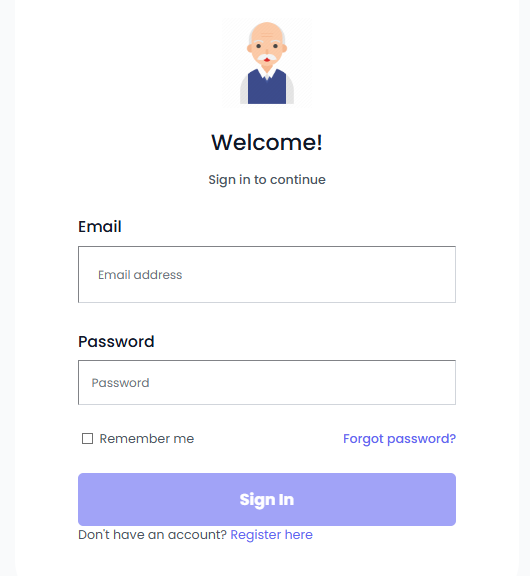 Welcome!
Sign in to continue
Email
Email address
Password
Password
Remember me
Forgot password?
Sign In
Don't have an account? Register here